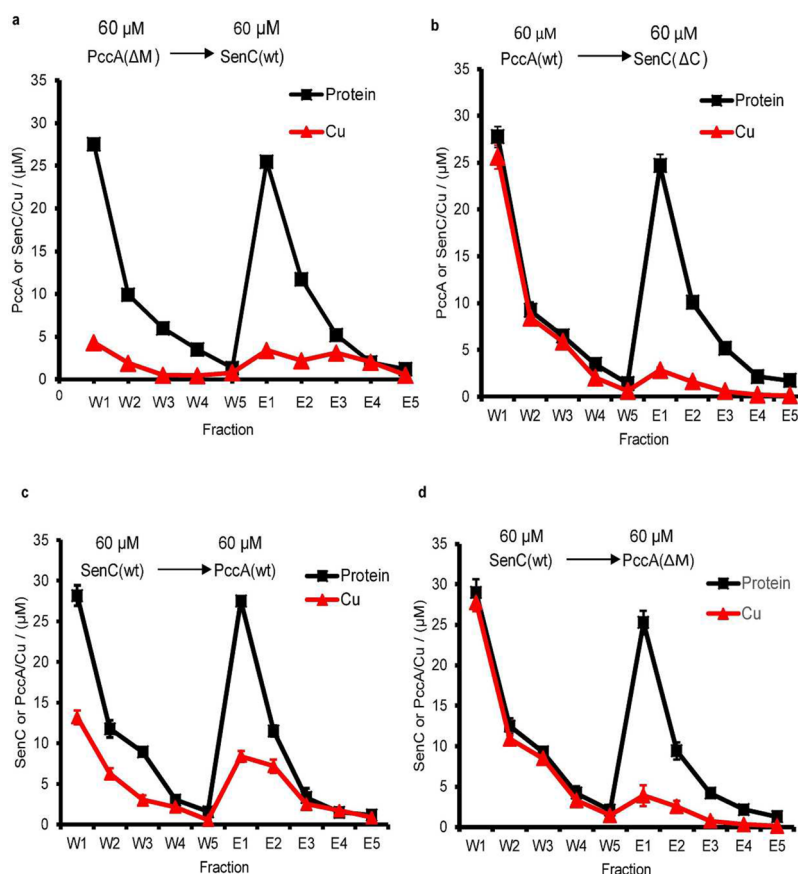 a
60 µM 60 µM
PccA(ΔM) SenC(wt)
Protein
Cu
PccA or SenC/Cu / (µM)
35
30
25
20
15
10
5
0
0
W1 W2 W3 W4 W5 E1 E2 E3 E4 E5
Fraction
b
60 µM 60 µM
PccA(wt) SenC(ΔC)
Protein
Cu
PccA or SenC/Cu / (µM)
35
30
25
20
15
10
5
0
W1 W2 W3 W4 W5 E1 E2 E3 E4 E5
Fraction
c
60 µM 60 µM
SenC(wt) PccA(wt)
Protein
Cu
SenC or PccA/Cu / (µM)
35
30
25
20
15
10
5
0
W1 W2 W3 W4 W5 E1 E2 E3 E4 E5
Fraction
d
60 µM 60 µM
SenC(wt) PccA(ΔM)
Protein
Cu
SenC or PccA/Cu / (µM)
35
30
25
20
15
10
5
0
W1 W2 W3 W4 W5 E1 E2 E3 E4 E5
Fraction